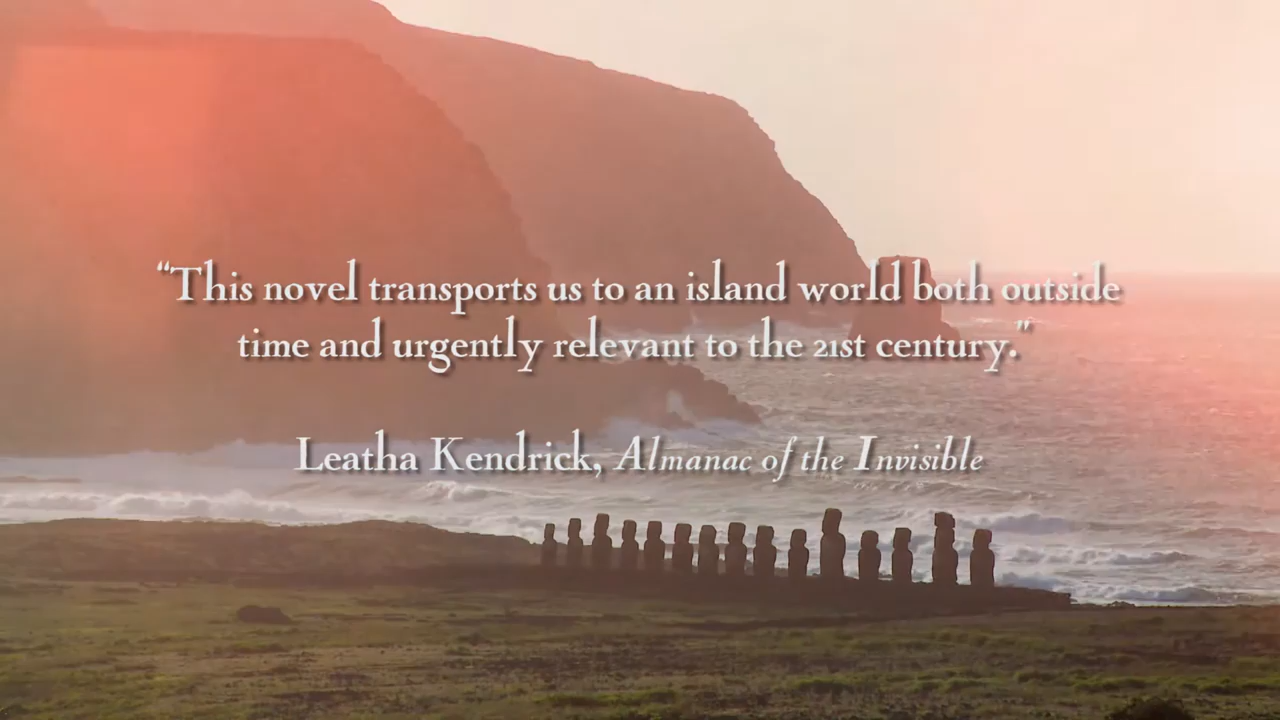 “This novel transports us to an island world both outside
time and urgently relevant to the 21st century.”
Leatha Kendrick, Almanac of the Invisible